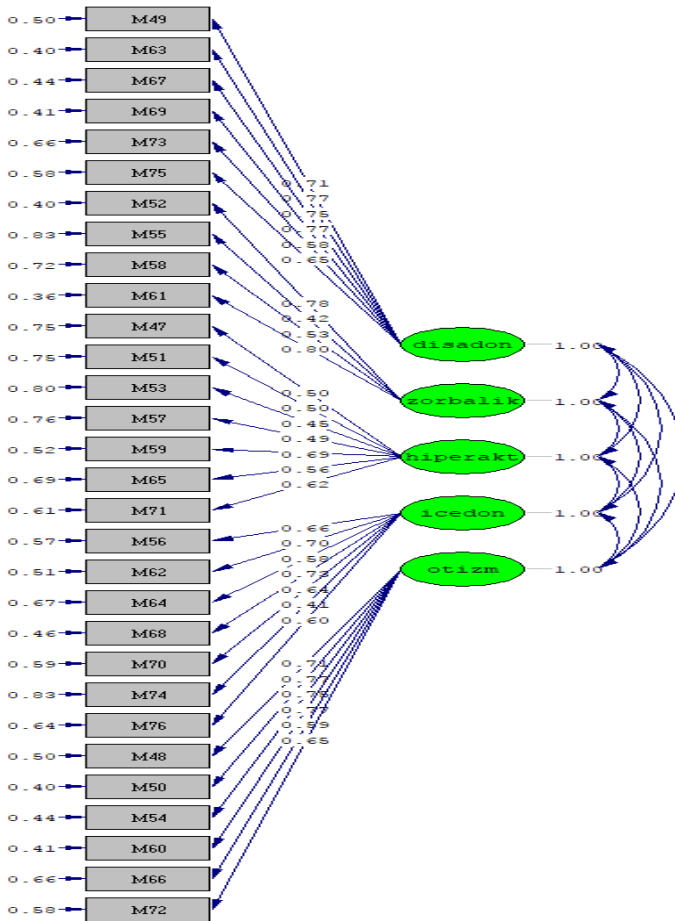 0.50 M49
0.40 M63
0.44 M67
0.41 M69
0.66 M73
0.58 M75
0.40 M52
0.83 M55
0.72 M58
0.36 M61
0.75 M47
0.75 M51
0.80 M53
0.76 M57
0.52 M59
0.69 M65
0.61 M71
0.57 M56
0.51 M62
0.67 M64
0.46 M68
0.59 M70
0.83 M74
0.64 M76
0.50 M48
0.40 M50
0.44 M54
0.41 M60
0.66 M66
0.58 M72
0.71
0.77
0.75
0.77
0.58
0.65
0.78
0.42
0.53
0.80
0.50
0.50
0.45
0.49
0.69
0.56
0.62
0.66
0.70
0.58
0.73
0.64
0.41
0.60
0.71
0.77
0.75
0.77
0.59
0.65
disadon 1.00
zorbalik 1.00
hiperakt 1.00
icedon 1.00
otizm 1.00